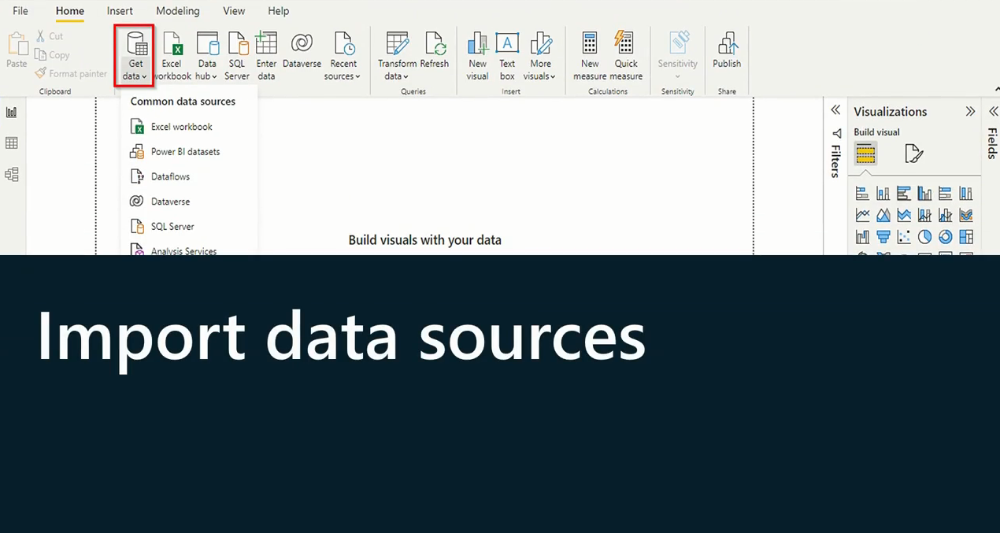 File Home Insert Modeling View Help
Paste
Cut
Copy
Format painter
Clipboard
Get data
Excel workbook
Data hub
SQL Server
Enter data
Dataverse
Recent sources
Transform data
Refresh
Queries
New visual
Text box
More visuals
Insert
New measure
Quick measure
Calculations
Sensitivity
Sensitivity
Publish
Share
Common data sources
Excel workbook
Power BI datasets
Dataflows
Dataverse
SQL Server
Analysis Services
Build visuals with your data
Filters
Visualizations
Build visual
Fields
Import data sources